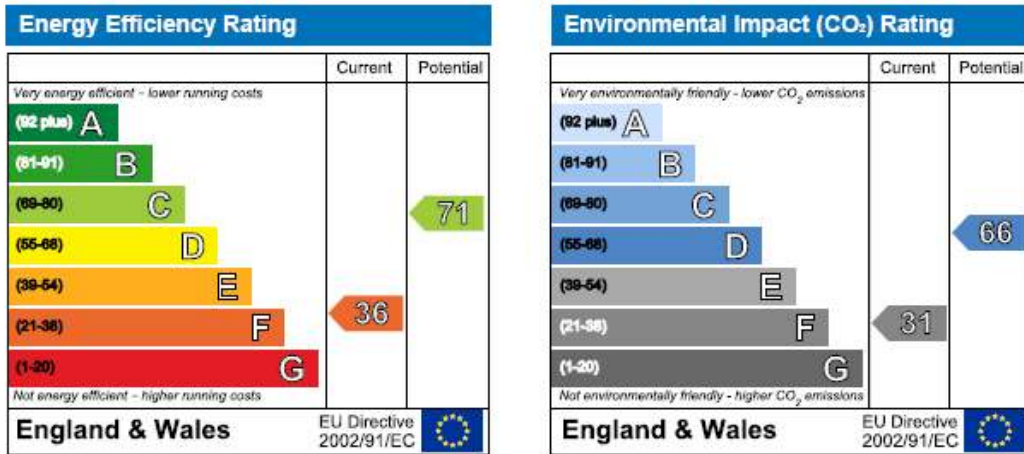 Energy Efficiency Rating
Current Potential
Very energy efficient - lower running costs
(92 plus) A
(81-91) B
(69-80) C
71
(55-68) D
(39-54) E
(21-38) F
36
(1-20) G
Not energy efficient - higher running costs
England & Wales
EU Directive
2002/91/EC
Environmental Impact (CO₂) Rating
Current Potential
Very environmentally friendly - lower CO₂ emissions
(92 plus) A
(81-91) B
(69-80) C
(55-68) D
66
(39-54) E
(21-38) F
31
(1-20) G
Not environmentally friendly - higher CO₂ emissions
England & Wales
EU Directive
2002/91/EC